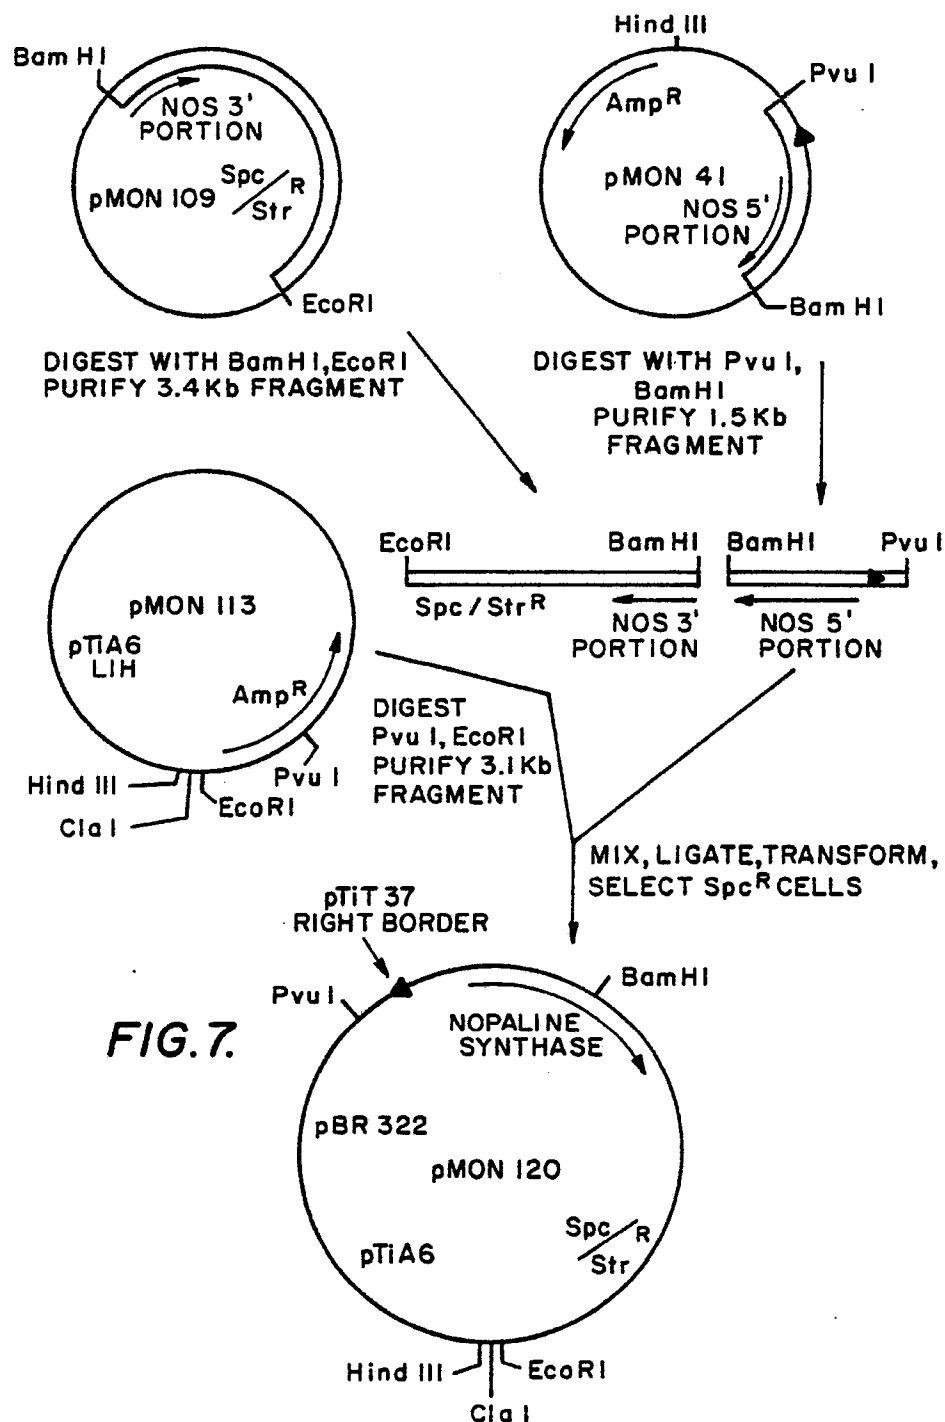 Bam HI
NOS 3'
PORTION
pMON 109
Spc/Str R
EcoRI
Hind III
Pvu I
Amp R
pMON 41
NOS 5'
PORTION
Bam HI
DIGEST WITH BamHI, EcoRI
PURIFY 3.4 Kb FRAGMENT
DIGEST WITH Pvu I,
BamHI
PURIFY 1.5 Kb
FRAGMENT
EcoRI
BamHI
BamHI
Pvu I
Spc/Str R
NOS 3'
PORTION
NOS 5'
PORTION
pMON 113
pTiA6
LIH
Amp R
Hind III
Cla I
EcoRI
Pvu I
DIGEST
Pvu I, EcoRI
PURIFY 3.1 Kb
FRAGMENT
MIX, LIGATE, TRANSFORM,
SELECT Spc R CELLS
pTiT 37
RIGHT BORDER
Pvu I
BamHI
NOPALINE
SYNTHASE
FIG. 7.
pBR 322
pMON 120
pTiA6
Spc/Str R
Hind III
EcoRI
Cla I